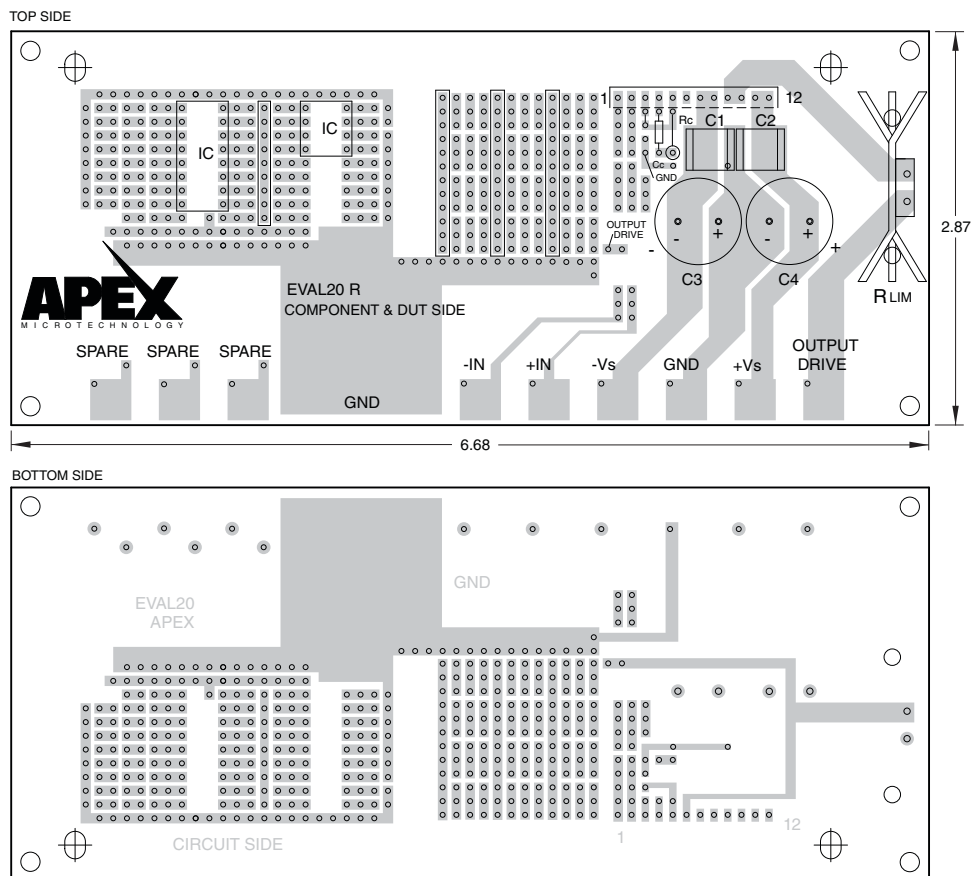 TOP SIDE
1
12
IC
IC
Rc
C1
C2
Cc
GND
OUTPUT
DRIVE
-
-
+
-
+
+
C3
C4
2.87
EVAL20 R
COMPONENT & DUT SIDE
RLIM
APEX
MICROTECHNOLOGY
SPARE
SPARE
SPARE
GND
-IN
+IN
-Vs
GND
+Vs
OUTPUT
DRIVE
6.68
BOTTOM SIDE
GND
EVAL20
APEX
CIRCUIT SIDE
1
12